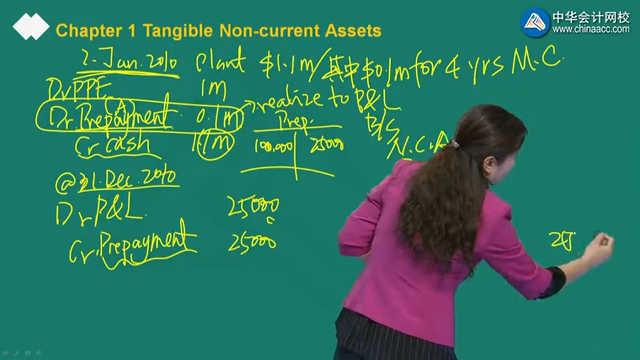 Chapter 1 Tangible Non-current Assets
中华会计网校
www.chinaacc.com
2. Jan. 2010 Plant $1.1m/其中$0.1m for 4 yrs M.C.
Dr PPE 1m
(A) realize to P&L
Dr Prepayment 0.1m Prep. B/S
Cr cash 1.1m 100.000 25000 N.C.A
@31. Dec. 2010
Dr P&L 25000
Cr Prepayment 25000